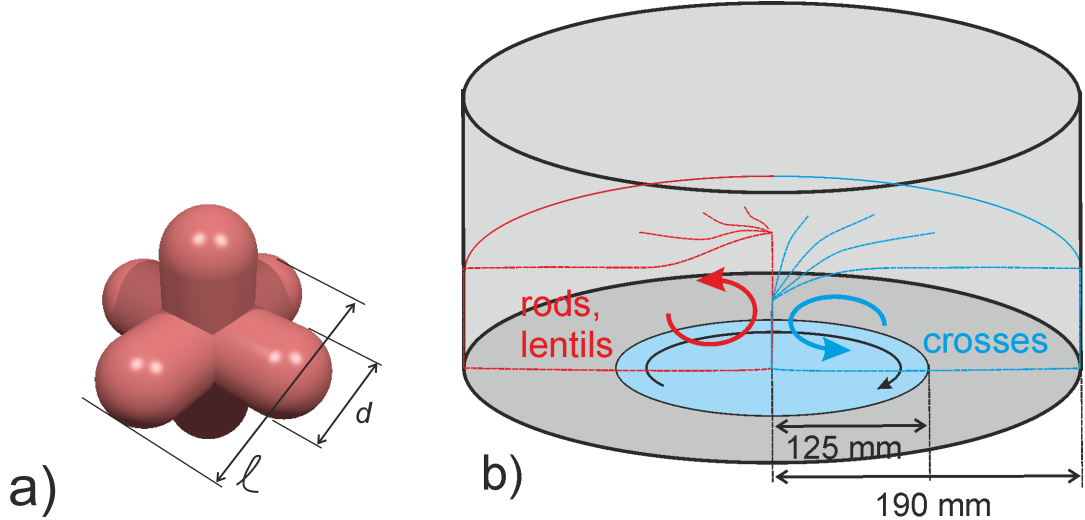 a)
ℓ
d
b)
rods,
lentils
crosses
125 mm
190 mm